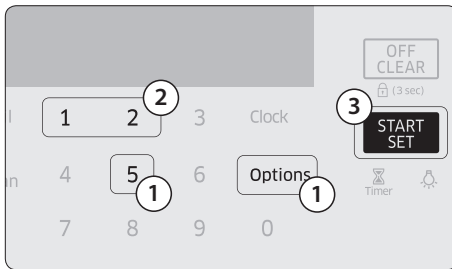 OFF
CLEAR
(3 sec)
2
3
1 2 3 Clock
START
SET
4 5 6 Options
1
1
Timer
7 8 9 0